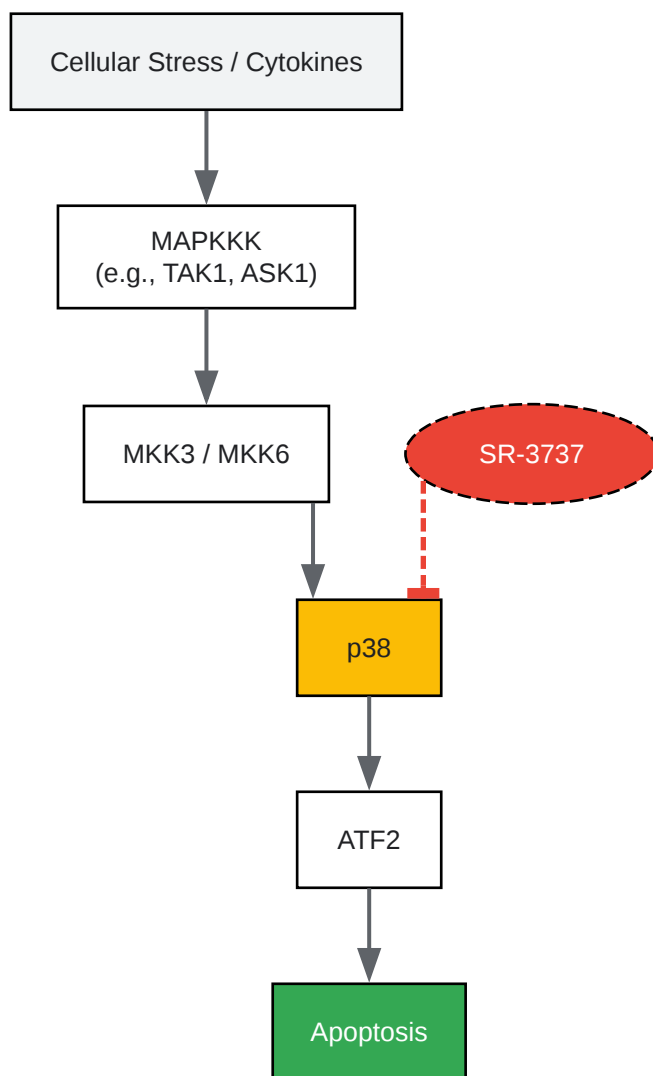 Cellular Stress / Cytokines
MAPKKK
(e.g., TAK1, ASK1)
MKK3 / MKK6
SR-3737
p38
ATF2
Apoptosis